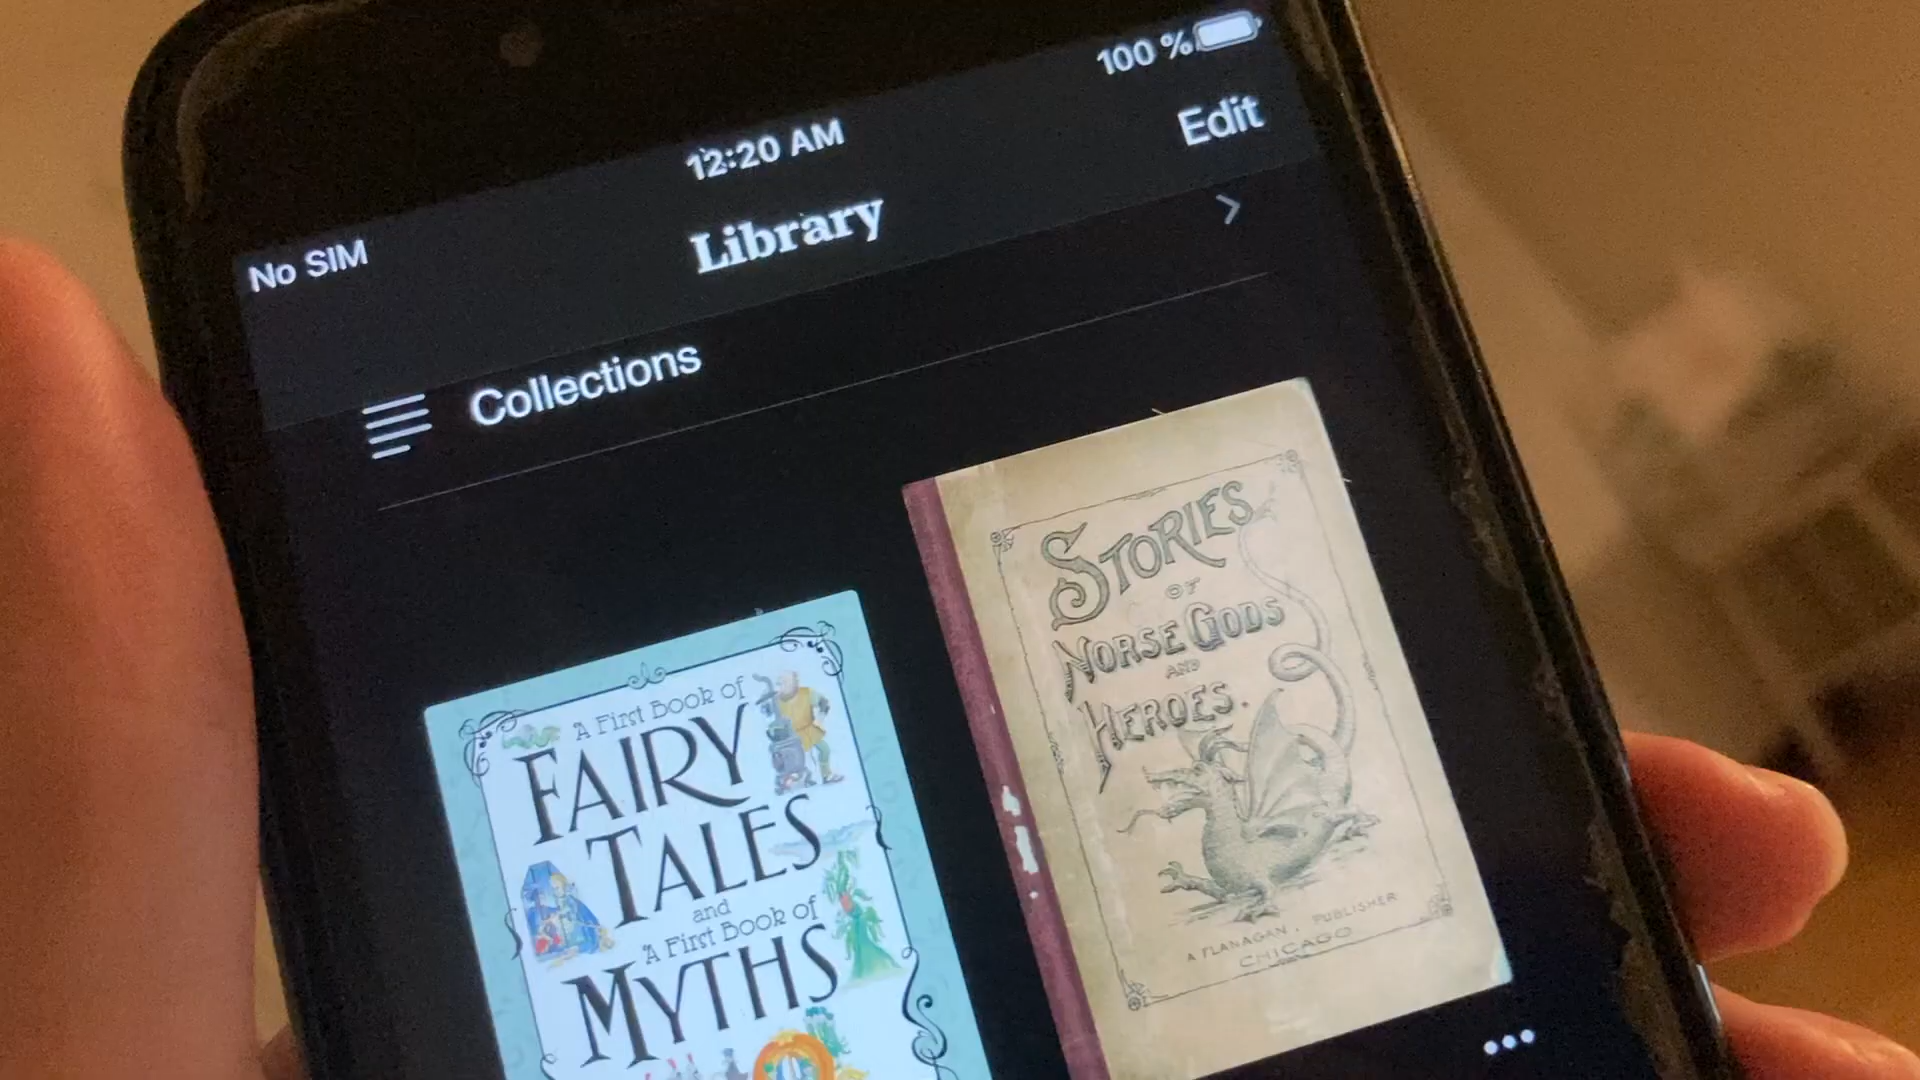 No SIM
12:20 AM
100 %
Library
Edit
Collections
A First Book of
FAIRY
TALES
and
A First Book of
MYTHS
STORIES
OF
NORSE GODS
AND
HEROES.
A FLANAGAN, PUBLISHER
CHICAGO